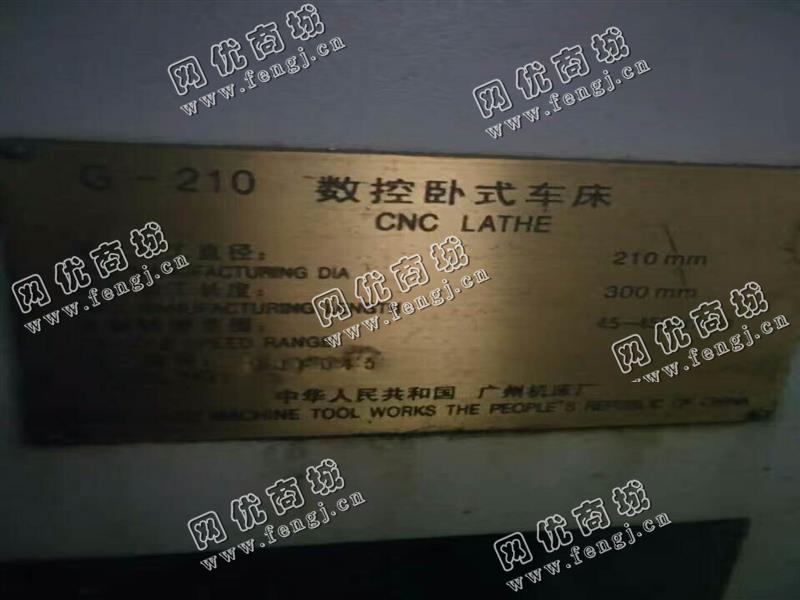 网优商城
www.fengj.cn
网优商城
www.fengj.cn
G-210 数控卧式车床
CNC LATHE
直径: 210 mm
DIA
网优商城
www.fengj.cn
网优商城
www.fengj.cn
网优商城
www.fengj.cn
长度: 300 mm
RANGE
中华人民共和国 广州机床厂
MACHINE TOOL WORKS THE PEOPLE'S REPUBLIC OF CHINA
网优商城
www.fengj.cn
网优商城
www.fengj.cn